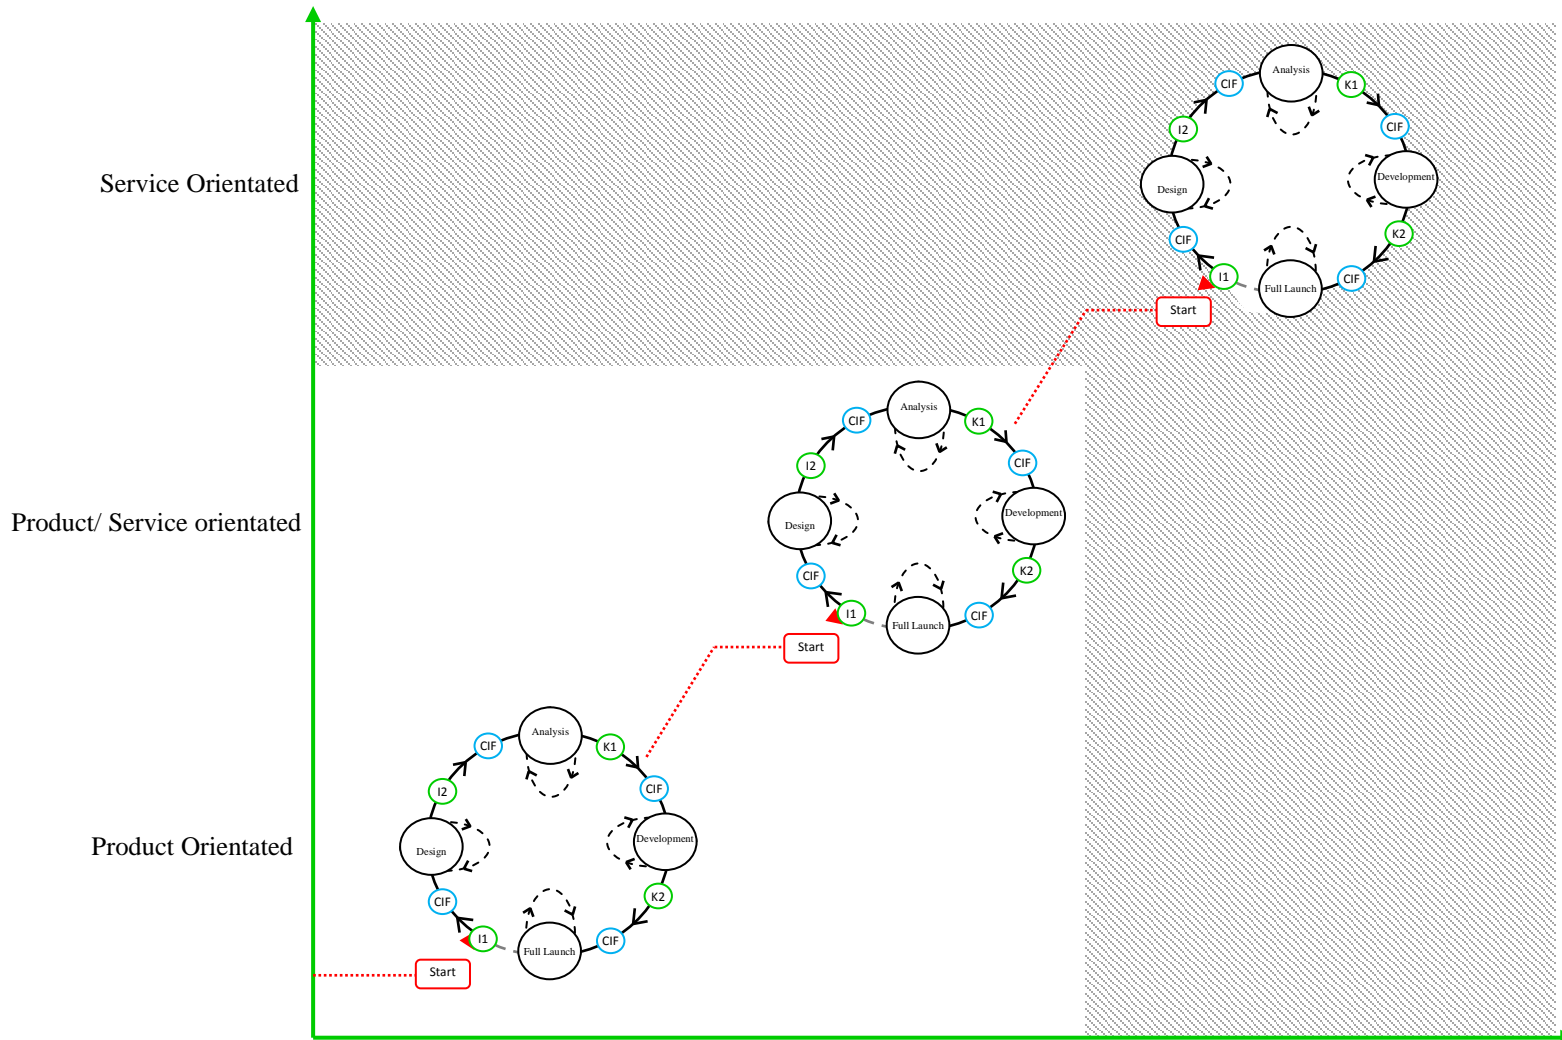 Analysis
CIF
K1
I2
CIF
Service Orientated
Design
Development
CIF
K2
I1
CIF
Full Launch
Start
Analysis
CIF
K1
I2
CIF
Product/ Service orientated
Design
Development
CIF
K2
I1
CIF
Full Launch
Start
Analysis
CIF
K1
I2
CIF
Product Orientated
Design
Development
CIF
K2
I1
CIF
Full Launch
Start